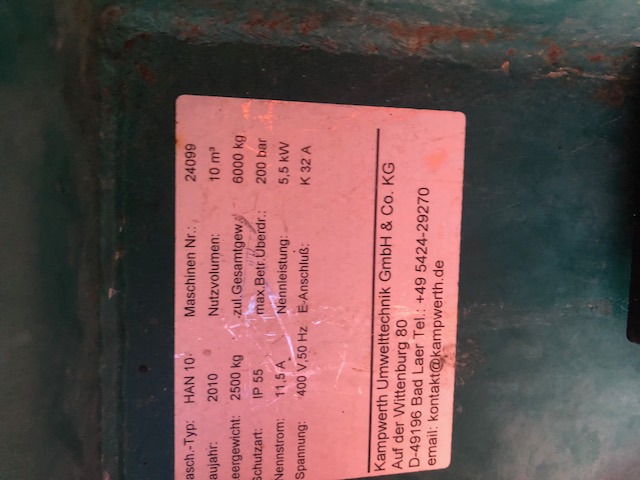 asch.-Typ: HAN 10 Maschinen Nr.: 24099
aujahr: 2010 Nutzvolumen: 10 m³
eergewicht: 2500 kg zul.Gesamtgew.: 6000 kg
chutzart: IP 55 max.Betr.Überdr.: 200 bar
Nennstrom: 11,5 A Nennleistung: 5,5 kW
Spannung: 400 V,50 Hz E-Anschluß: K 32 A
Kampwerth Umwelttechnik GmbH & Co. KG
Auf der Wittenburg 80
D-49196 Bad Laer Tel.: +49 5424-29270
email: kontakt@kampwerth.de